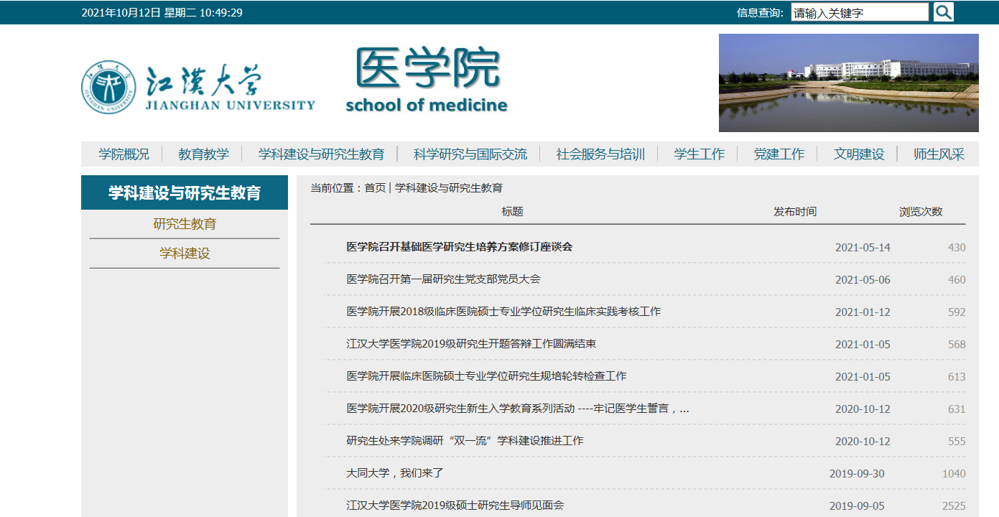 2021年10月12日 星期二 10:49:29
信息查询: 请输入关键字
江漢大学
JIANGHAN UNIVERSITY
医学院
school of medicine
学院概况 教育教学 学科建设与研究生教育 科学研究与国际交流 社会服务与培训 学生工作 党建工作 文明建设 师生风采
学科建设与研究生教育
研究生教育
学科建设
当前位置：首页 | 学科建设与研究生教育
标题 发布时间 浏览次数
医学院召开基础医学研究生培养方案修订座谈会 2021-05-14 430
医学院召开第一届研究生党支部党员大会 2021-05-06 460
医学院开展2018级临床医院硕士专业学位研究生临床实践考核工作 2021-01-12 592
江汉大学医学院2019级研究生开题答辩工作圆满结束 2021-01-05 568
医学院开展临床医院硕士专业学位研究生规培轮转检查工作 2021-01-05 613
医学院开展2020级研究生新生入学教育系列活动 ----牢记医学生誓言，... 2020-10-12 631
研究生处来学院调研“双一流”学科建设推进工作 2020-10-12 555
大同大学，我们来了 2019-09-30 1040
江汉大学医学院2019级硕士研究生导师见面会 2019-09-05 2525